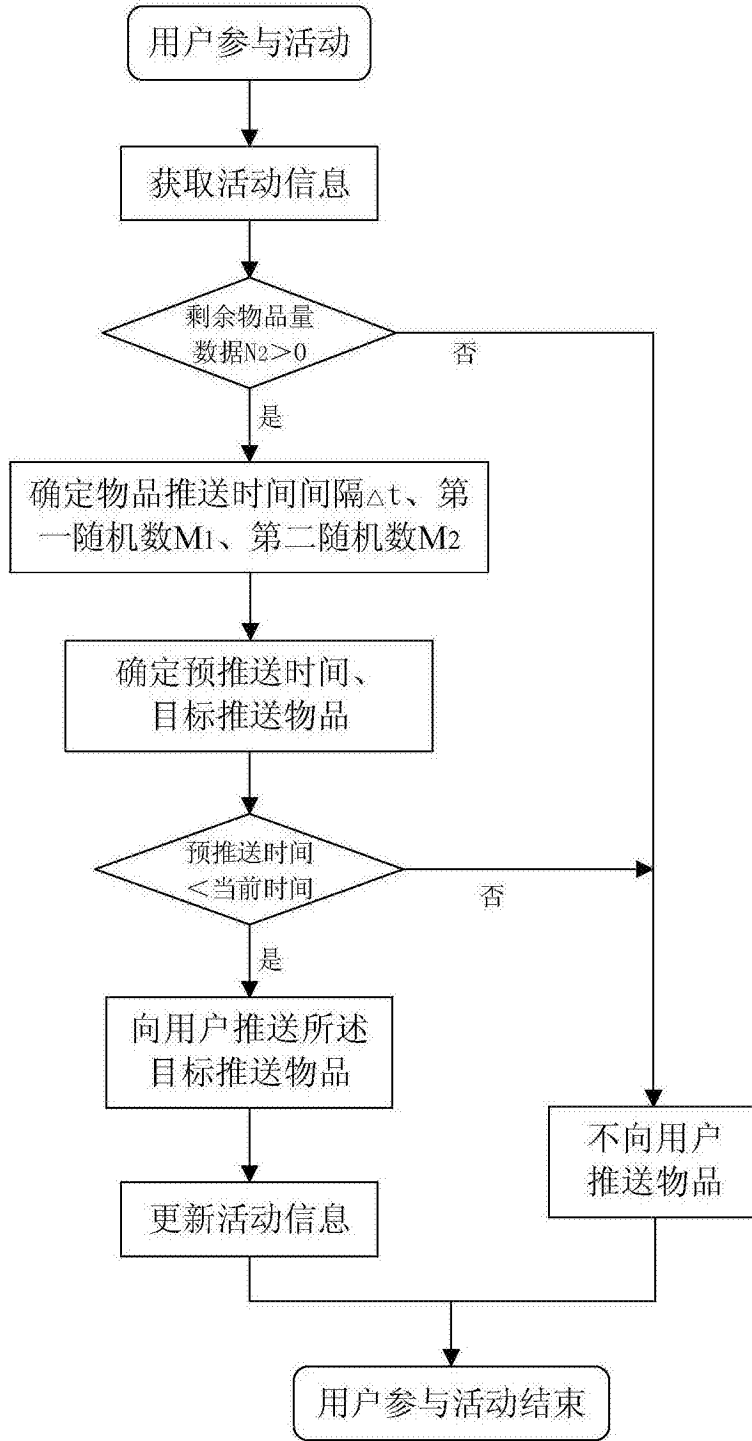 用户参与活动
获取活动信息
剩余物品量
数据N2＞0
否
是
确定物品推送时间间隔△t、第
一随机数M1、第二随机数M2
确定预推送时间、
目标推送物品
预推送时间
＜当前时间
否
是
向用户推送所述
目标推送物品
不向用户
推送物品
更新活动信息
用户参与活动结束